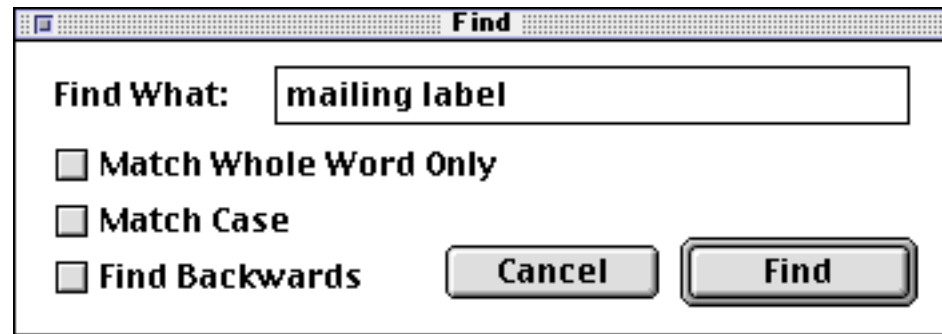 Find
Find What: mailing label
Match Whole Word Only
Match Case
Find Backwards Cancel Find